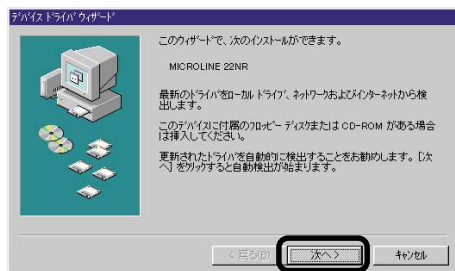 ﾃﾞﾊﾞｲｽ ﾄﾞﾗｲﾊﾞ ｳｨｻﾞｰﾄﾞ
このｳｨｻﾞｰﾄﾞで、次のｲﾝｽﾄｰﾙができます。
MICROLINE 22NR
最新のﾄﾞﾗｲﾊﾞをﾛｰｶﾙ ﾄﾞﾗｲﾌﾞ、ﾈｯﾄﾜｰｸおよびｲﾝﾀｰﾈｯﾄから検
出します。
このﾃﾞﾊﾞｲｽに付属のﾌﾛｯﾋﾟｰ ﾃﾞｨｽｸまたは CD-ROM がある場合
は挿入してください。
更新されたﾄﾞﾗｲﾊﾞを自動的に検出することをお勧めします。[次
へ] をｸﾘｯｸすると自動検出が始まります。
< 戻る(B)
次へ >
ｷｬﾝｾﾙ